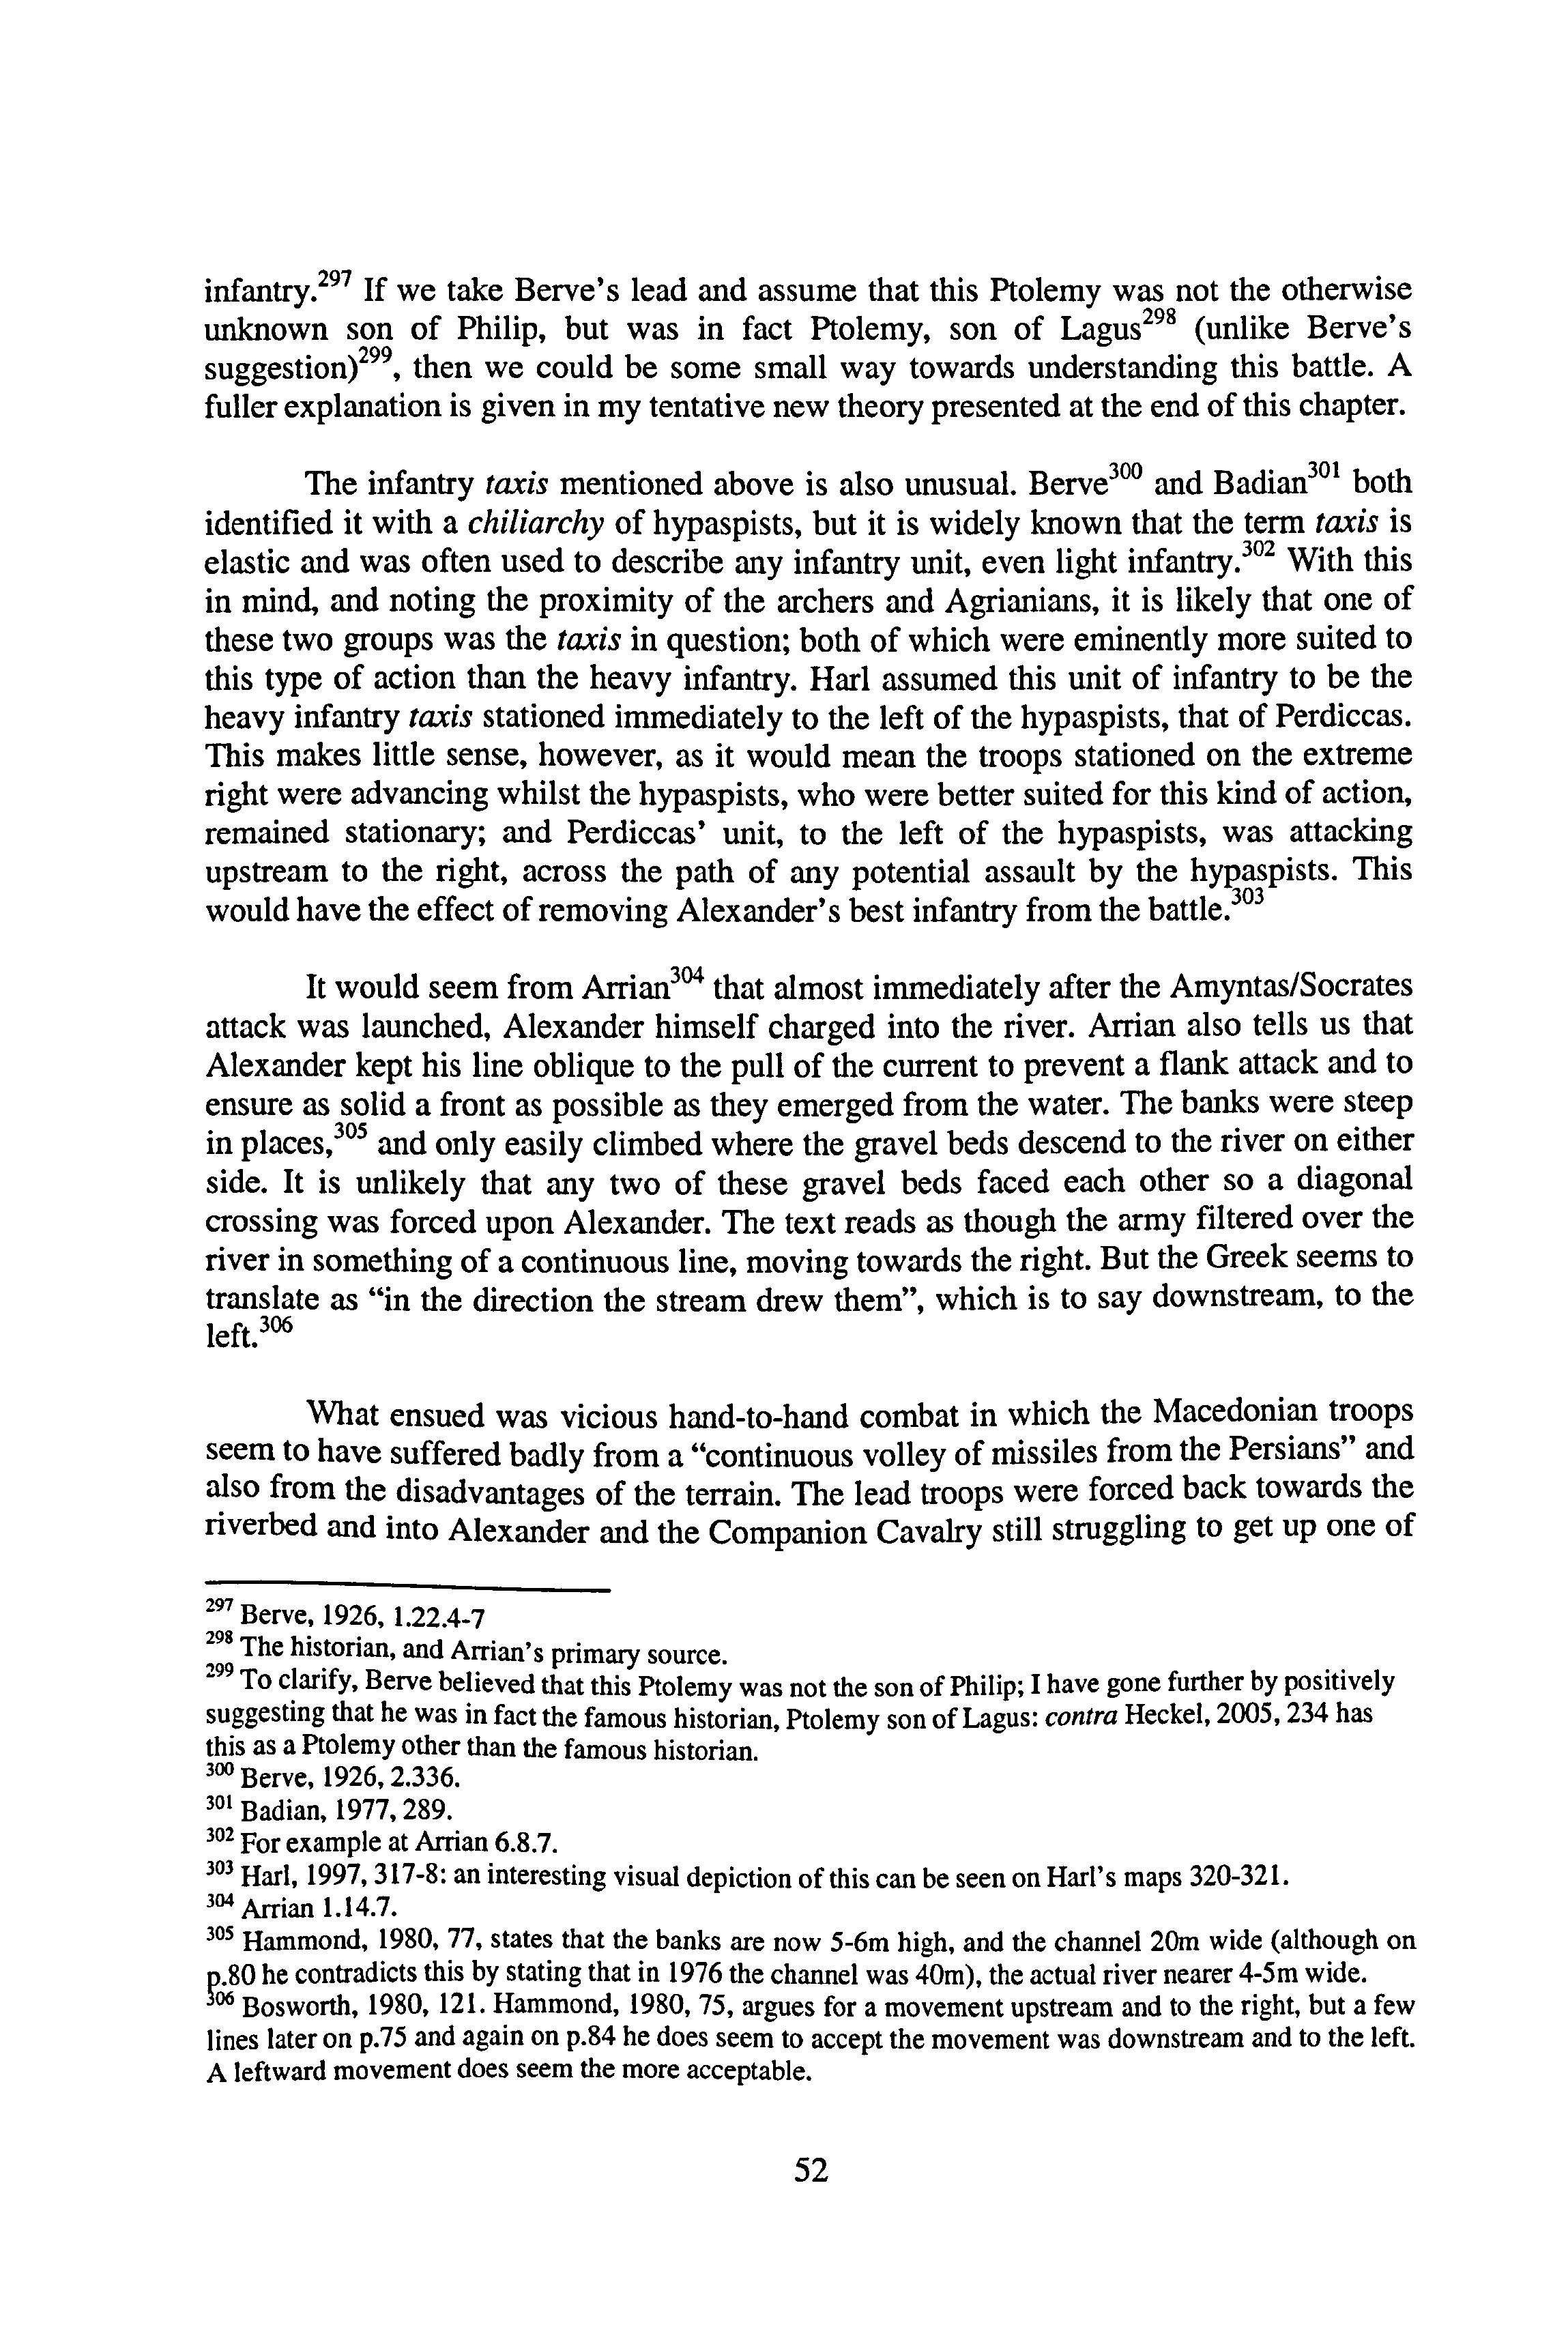 infantry.297 If we take Berve's lead and assume that this Ptolemy was not the otherwise
unknown son of Philip, but was in fact Ptolemy, son of Lagus298 (unlike Berve's
suggestion)299, then we could be some small way towards understanding this battle. A
fuller explanation is given in my tentative new theory presented at the end of this chapter.
The infantry taxis mentioned above is also unusual. Berve300 and Badian301 both
identified it with a chiliarchy of hypaspists, but it is widely known that the term taxis is
elastic and was often used to describe any infantry unit, even light infantry.302 With this
in mind, and noting the proximity of the archers and Agrianians, it is likely that one of
these two groups was the taxis in question; both of which were eminently more suited to
this type of action than the heavy infantry. Harl assumed this unit of infantry to be the
heavy infantry taxis stationed immediately to the left of the hypaspists, that of Perdiccas.
This makes little sense, however, as it would mean the troops stationed on the extreme
right were advancing whilst the hypaspists, who were better suited for this kind of action,
remained stationary; and Perdiccas' unit, to the left of the hypaspists, was attacking
upstream to the right, across the path of any potential assault by the hypaspists. This
would have the effect of removing Alexander's best infantry from the battle.303
It would seem from Arrian304 that almost immediately after the Amyntas/Socrates
attack was launched, Alexander himself charged into the river. Arrian also tells us that
Alexander kept his line oblique to the pull of the current to prevent a flank attack and to
ensure as solid a front as possible as they emerged from the water. The banks were steep
in places,305 and only easily climbed where the gravel beds descend to the river on either
side. It is unlikely that any two of these gravel beds faced each other so a diagonal
crossing was forced upon Alexander. The text reads as though the army filtered over the
river in something of a continuous line, moving towards the right. But the Greek seems to
translate as “in the direction the stream drew them”, which is to say downstream, to the
left.306
What ensued was vicious hand-to-hand combat in which the Macedonian troops
seem to have suffered badly from a “continuous volley of missiles from the Persians” and
also from the disadvantages of the terrain. The lead troops were forced back towards the
riverbed and into Alexander and the Companion Cavalry still struggling to get up one of
297 Berve, 1926, 1.22.4-7
298 The historian, and Arrian's primary source.
299 To clarify, Berve believed that this Ptolemy was not the son of Philip; I have gone further by positively
suggesting that he was in fact the famous historian, Ptolemy son of Lagus: contra Heckel, 2005, 234 has
this as a Ptolemy other than the famous historian.
300 Berve, 1926, 2.336.
301 Badian, 1977, 289.
302 For example at Arrian 6.8.7.
303 Harl, 1997, 317-8: an interesting visual depiction of this can be seen on Harl's maps 320-321.
304 Arrian 1.14.7.
305 Hammond, 1980, 77, states that the banks are now 5-6m high, and the channel 20m wide (although on
p.80 he contradicts this by stating that in 1976 the channel was 40m), the actual river nearer 4-5m wide.
306 Bosworth, 1980, 121. Hammond, 1980, 75, argues for a movement upstream and to the right, but a few
lines later on p.75 and again on p.84 he does seem to accept the movement was downstream and to the left.
A leftward movement does seem the more acceptable.
52